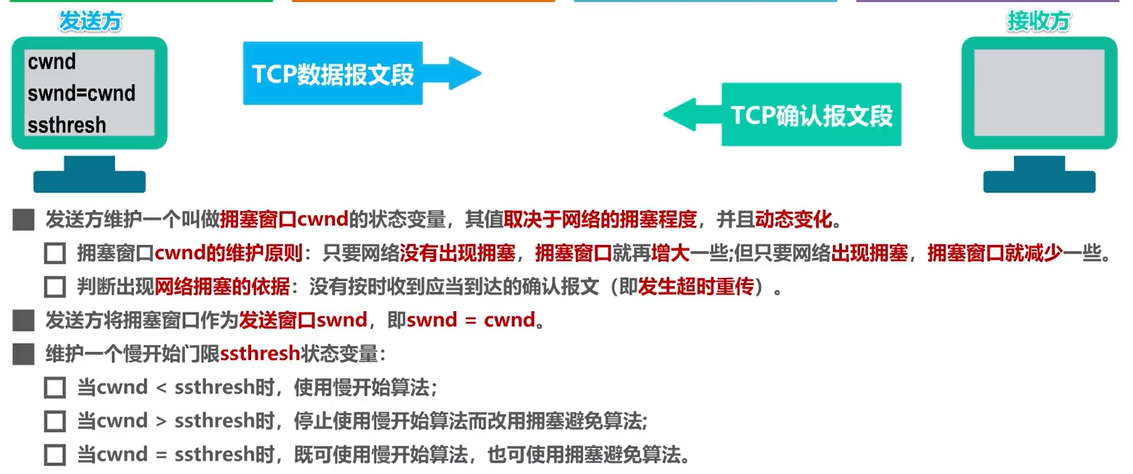 发送方
接收方
cwnd
swnd=cwnd
ssthresh
TCP数据报文段
TCP确认报文段
发送方维护一个叫做拥塞窗口cwnd的状态变量，其值取决于网络的拥塞程度，并且动态变化。
拥塞窗口cwnd的维护原则：只要网络没有出现拥塞，拥塞窗口就再增大一些;但只要网络出现拥塞，拥塞窗口就减少一些。
判断出现网络拥塞的依据：没有按时收到应当到达的确认报文（即发生超时重传）。
发送方将拥塞窗口作为发送窗口swnd，即swnd = cwnd。
维护一个慢开始门限ssthresh状态变量：
当cwnd < ssthresh时，使用慢开始算法;
当cwnd > ssthresh时，停止使用慢开始算法而改用拥塞避免算法;
当cwnd = ssthresh时，既可使用慢开始算法，也可使用拥塞避免算法。